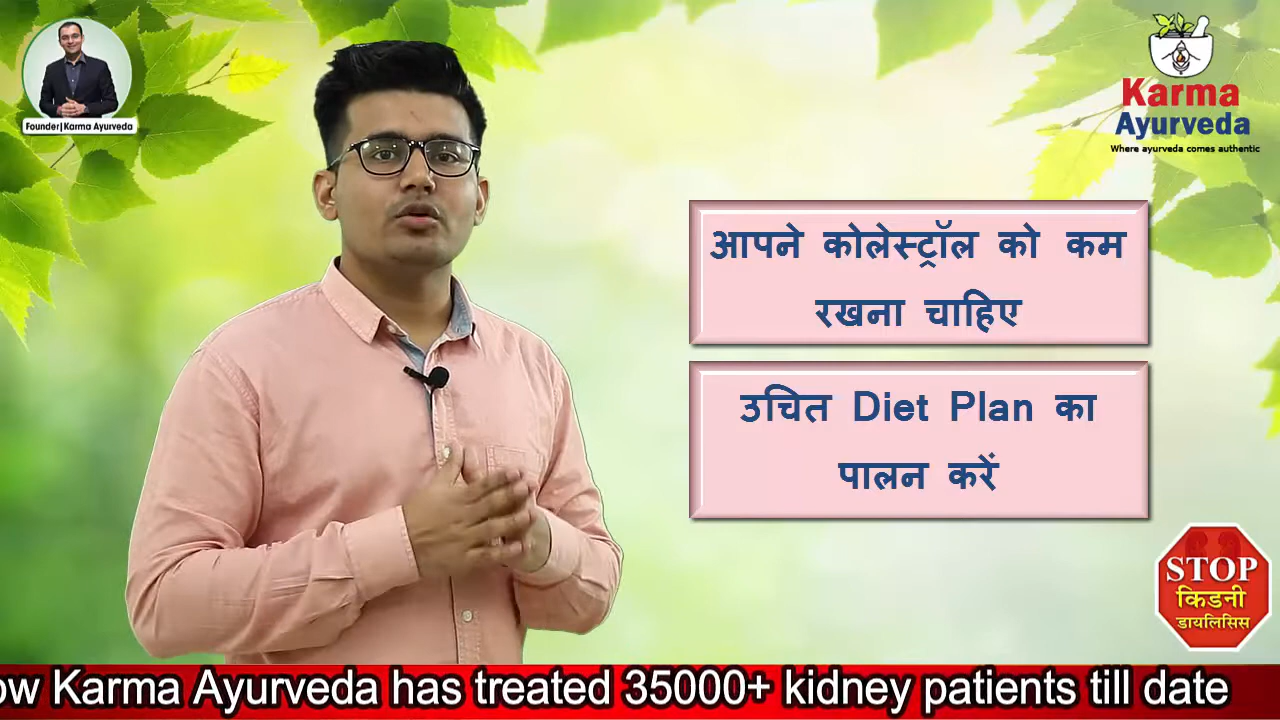 Founder|Karma Ayurveda
Karma
Ayurveda
Where ayurveda comes authentic
आपने कोलेस्ट्रॉल को कम
रखना चाहिए
उचित Diet Plan का
पालन करें
STOP
किडनी
डायलिसिस
ow Karma Ayurveda has treated 35000+ kidney patients till date